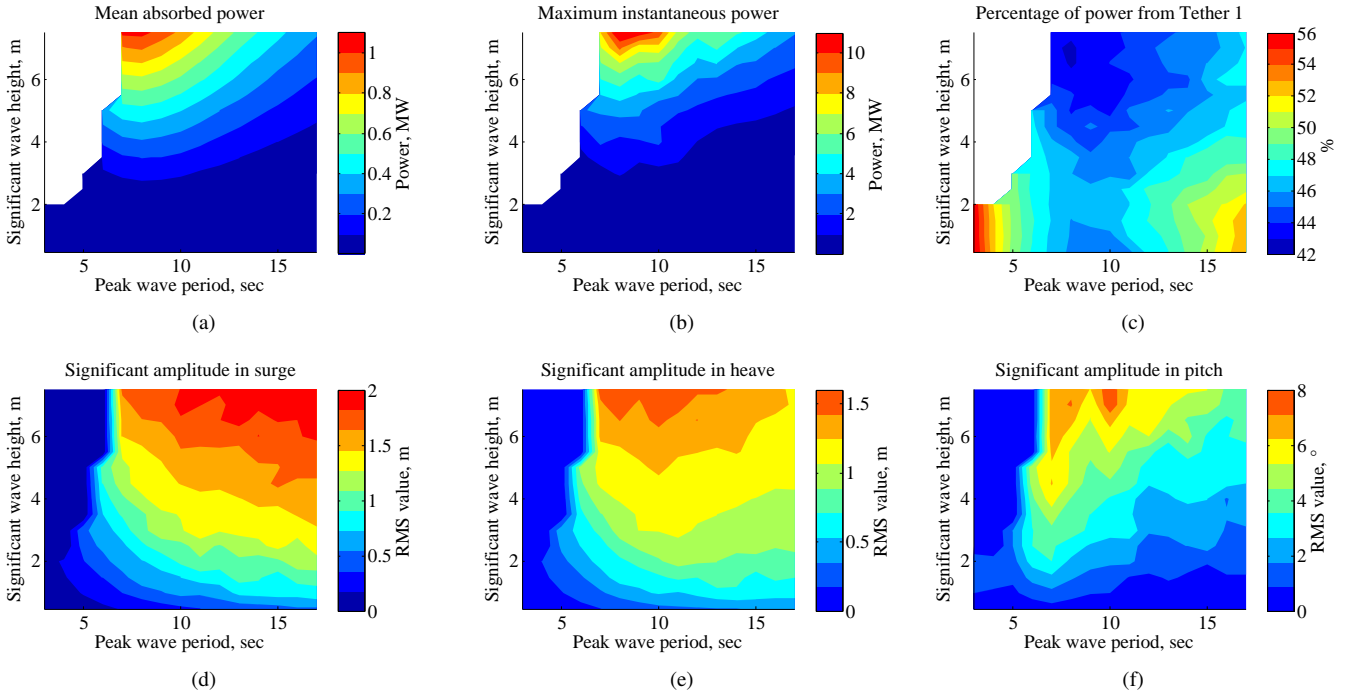 Mean absorbed power
Significant wave height, m
6
4
2
5
10
15
Peak wave period, sec
1
0.8
0.6
0.4
0.2
Power, MW
(a)
Maximum instantaneous power
Significant wave height, m
6
4
2
5
10
15
Peak wave period, sec
10
8
6
4
2
Power, MW
(b)
Percentage of power from Tether 1
Significant wave height, m
6
4
2
5
10
15
Peak wave period, sec
56
54
52
50
48
46
44
42
%
(c)
Significant amplitude in surge
Significant wave height, m
6
4
2
5
10
15
Peak wave period, sec
2
1.5
1
0.5
0
RMS value, m
(d)
Significant amplitude in heave
Significant wave height, m
6
4
2
5
10
15
Peak wave period, sec
1.5
1
0.5
0
RMS value, m
(e)
Significant amplitude in pitch
Significant wave height, m
6
4
2
5
10
15
Peak wave period, sec
8
6
4
2
0
RMS value, °
(f)